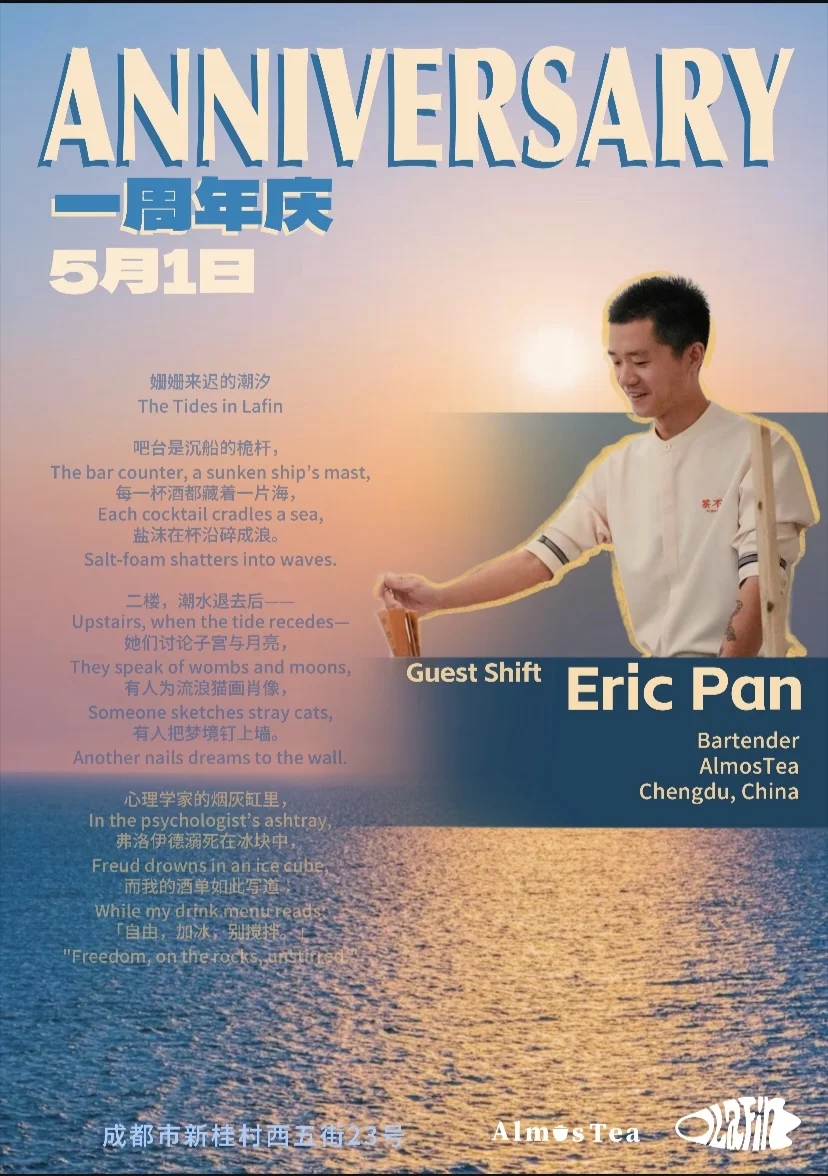 ANNIVERSARY
一周年庆
5月1日
姗姗来迟的潮汐
The Tides in Lafin
吧台是沉船的桅杆，
The bar counter, a sunken ship's mast,
每一杯酒都藏着一片海，
Each cocktail cradles a sea,
盐沫在杯沿碎成浪。
Salt-foam shatters into waves.
二楼，潮水退去后——
Upstairs, when the tide recedes—
她们讨论子宫与月亮，
They speak of wombs and moons,
有人为流浪猫画肖像，
Someone sketches stray cats,
有人把梦境钉上墙。
Another nails dreams to the wall.
心理学家的烟灰缸里，
In the psychologist's ashtray,
弗洛伊德溺死在冰块中，
Freud drowns in an ice cube,
而我的酒单如此写道：
While my drink menu reads:
「自由，加冰，别搅拌。」
"Freedom, on the rocks, unstirred."
茶不
Guest Shift
Eric Pan
Bartender
AlmosTea
Chengdu, China
成都市新桂村西五街23号
AlmosTea
Lafin